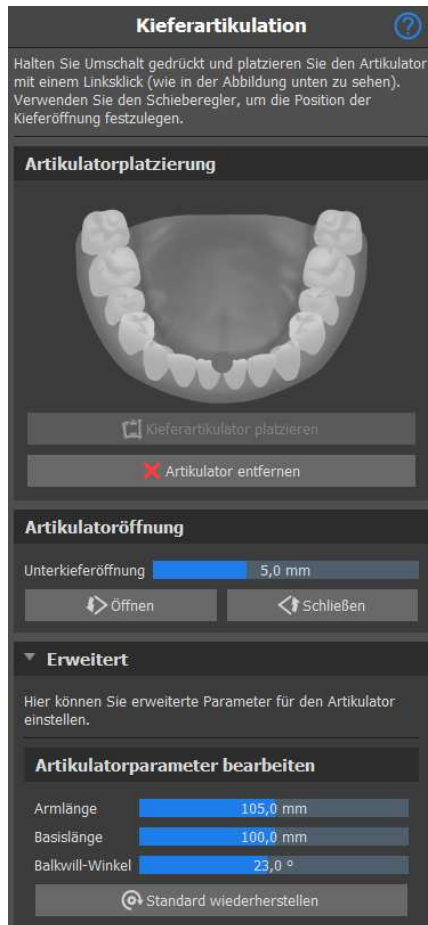 Kieferartikulation
?
Halten Sie Umschalt gedrückt und platzieren Sie den Artikulator
mit einem Linksklick (wie in der Abbildung unten zu sehen).
Verwenden Sie den Schieberegler, um die Position der
Kieferöffnung festzulegen.
Artikulatorplatzierung
Kieferartikulator platzieren
Artikulator entfernen
Artikulatoröffnung
Unterkieferöffnung 5,0 mm
Öffnen Schließen
Erweitert
Hier können Sie erweiterte Parameter für den Artikulator
einstellen.
Artikulatorparameter bearbeiten
Armlänge 105,0 mm
Basislänge 100,0 mm
Balkwill-Winkel 23,0 °
Standard wiederherstellen